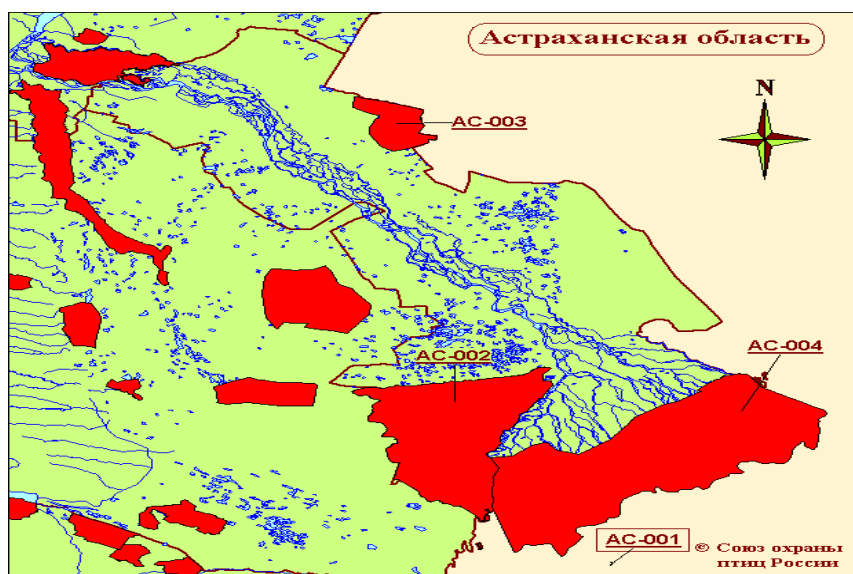 Астраханская область
N
АС-003
АС-002
АС-004
АС-001
© Союз охраны
птиц России